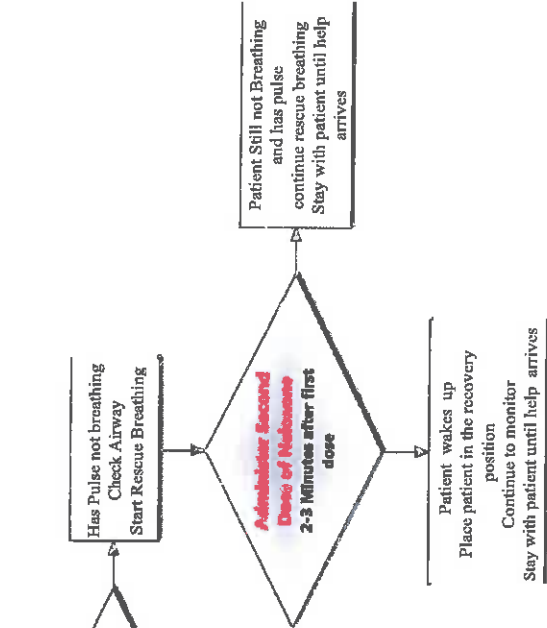 Has Pulse not breathing
Check Airway
Start Rescue Breathing
Administer Second
Dose of Naloxone
2-3 Minutes after first
dose
Patient Still not Breathing
and has pulse
continue rescue breathing
Stay with patient until help
arrives
Patient wakes up
Place patient in the recovery
position
Continue to monitor
Stay with patient until help arrives